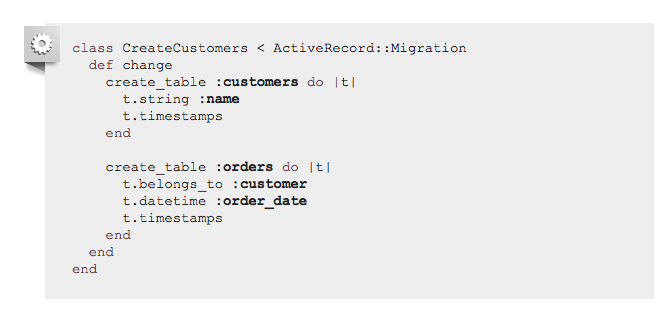 class CreateCustomers < ActiveRecord::Migration
  def change
    create_table :customers do |t|
      t.string :name
      t.timestamps
    end

    create_table :orders do |t|
      t.belongs_to :customer
      t.datetime :order_date
      t.timestamps
    end
  end
end